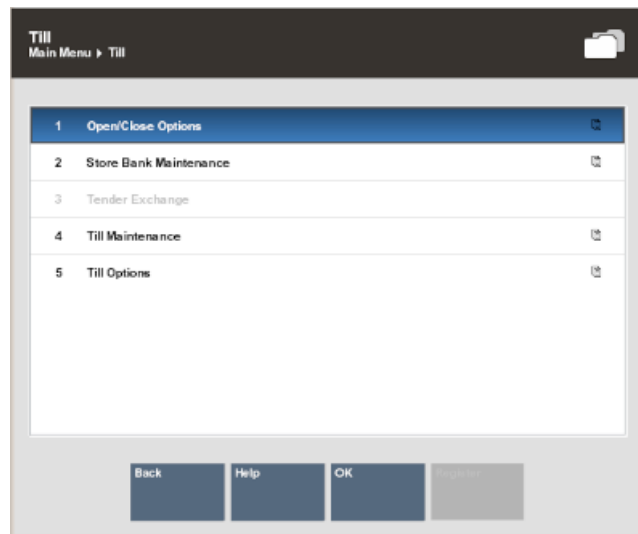 Till
Main Menu ▸ Till
1 Open/Close Options
2 Store Bank Maintenance
3 Tender Exchange
4 Till Maintenance
5 Till Options
Back Help OK Register